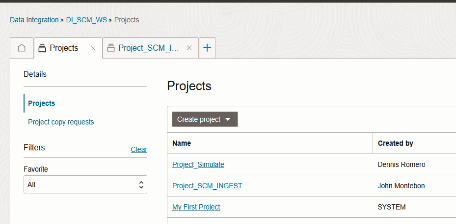 Data Integration » DI_SCM_WS » Projects
Projects × Project_SCM_I... × +
Details
Projects
Project copy requests
Filters Clear
Favorite
All
Projects
Create project
Name Created by
Project_Simulate Dennis Romero
Project_SCM_INGEST John Montebon
My First Project SYSTEM